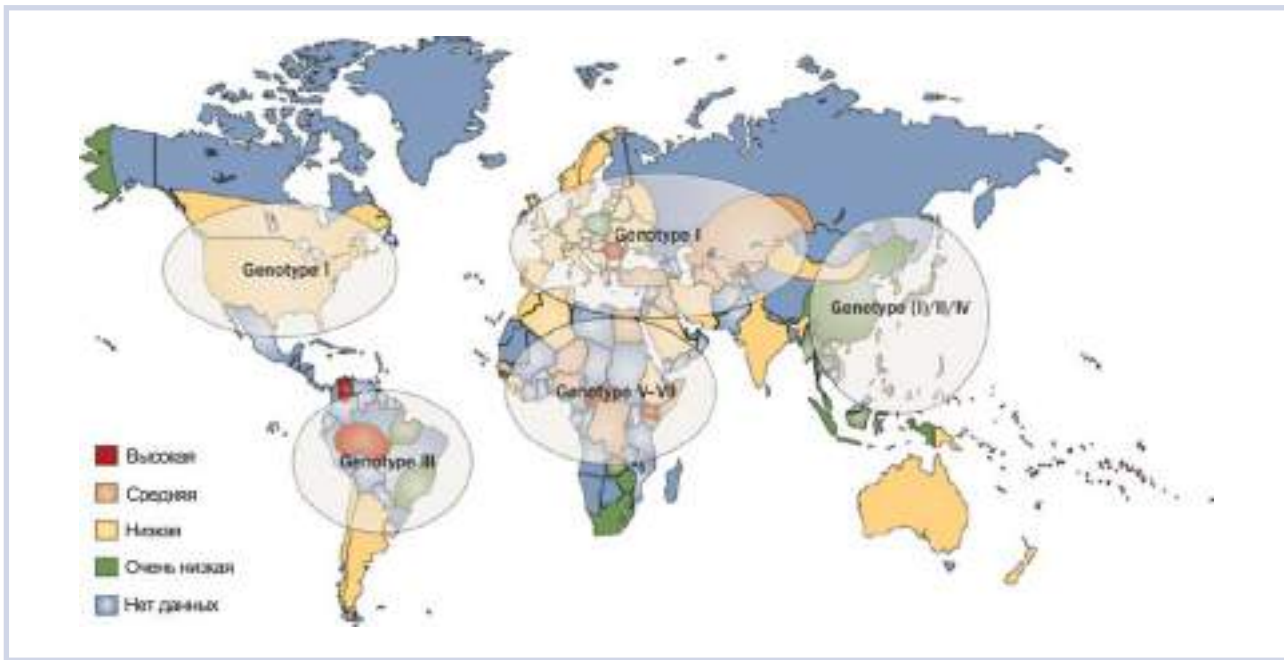 Genotype I
Genotype I
Genotype (I)/II/IV
Genotype V-VII
Genotype III
Высокая
Средняя
Низкая
Очень низкая
Нет данных